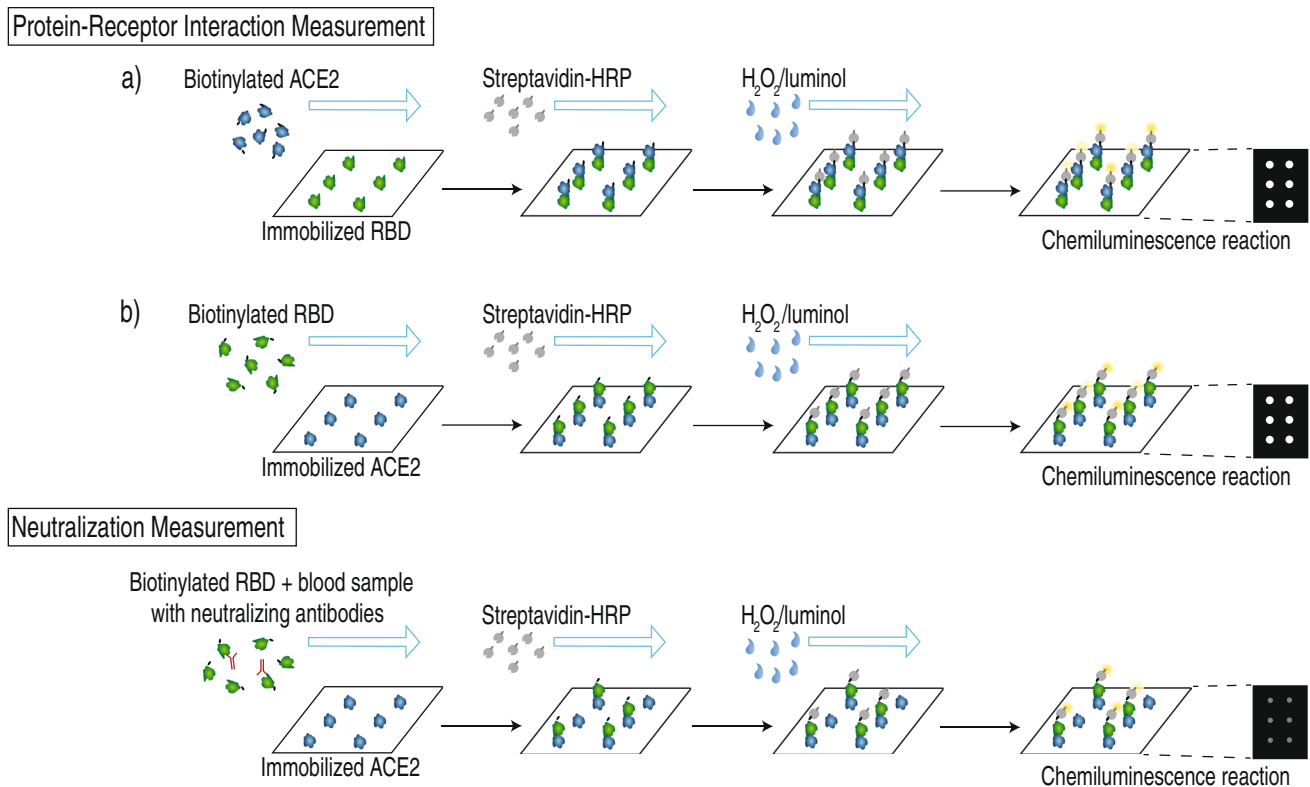 Protein-Receptor Interaction Measurement
a)
Biotinylated ACE2
Streptavidin-HRP
H2O2/luminol
Immobilized RBD
Chemiluminescence reaction
b)
Biotinylated RBD
Streptavidin-HRP
H2O2/luminol
Immobilized ACE2
Chemiluminescence reaction
Neutralization Measurement
Biotinylated RBD + blood sample
with neutralizing antibodies
Streptavidin-HRP
H2O2/luminol
Immobilized ACE2
Chemiluminescence reaction